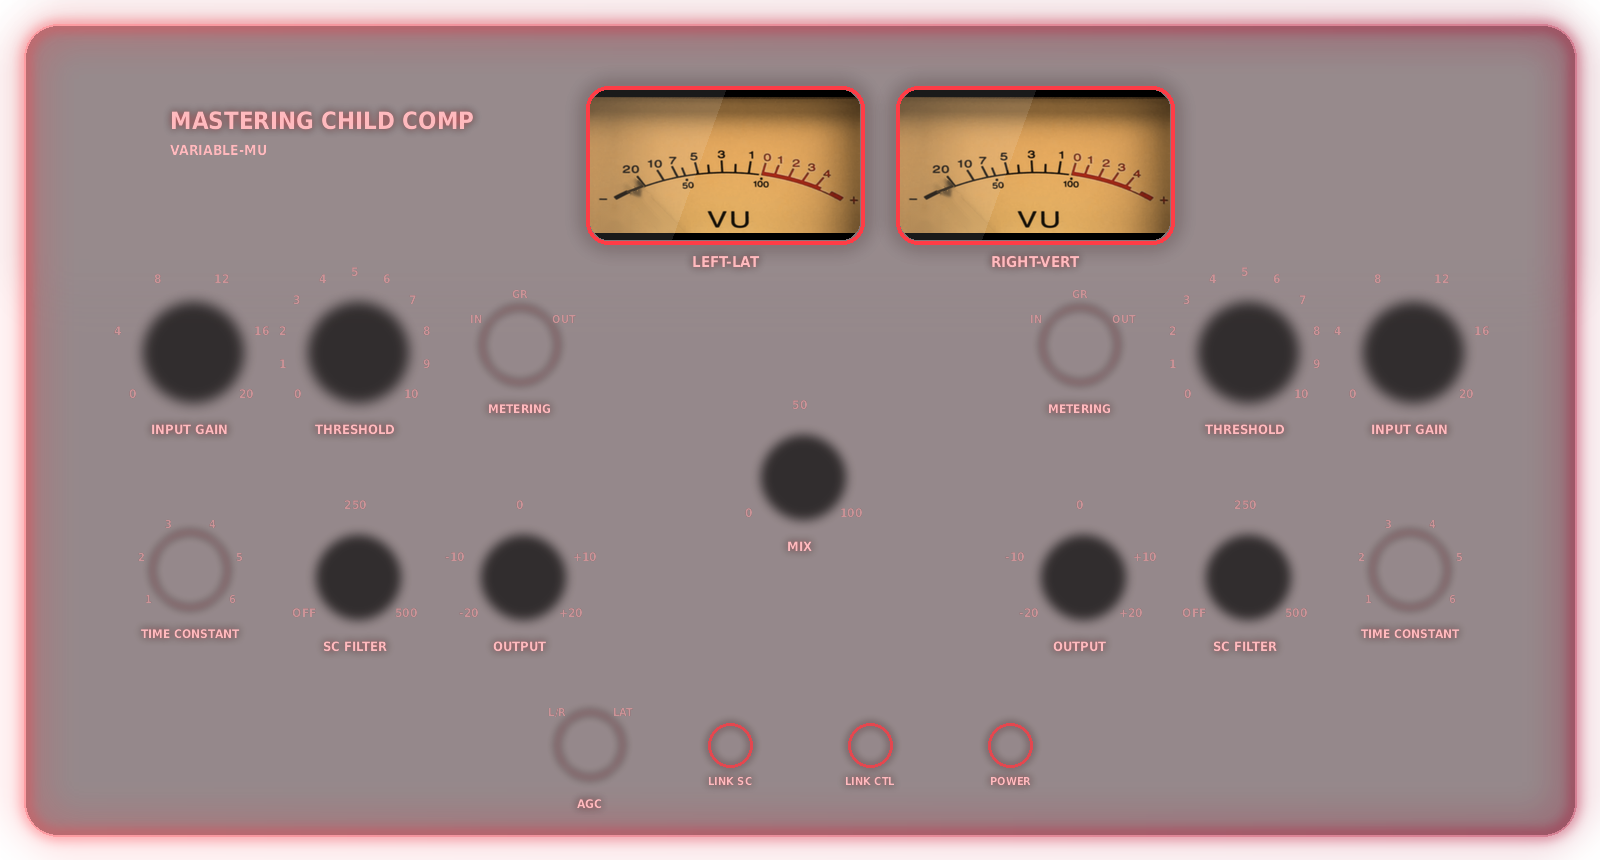 MASTERING CHILD COMP
VARIABLE-MU
20 10 7 5 3 1 0 1 2 3 4
- 50 100 +
VU
LEFT-LAT
20 10 7 5 3 1 0 1 2 3 4
- 50 100 +
VU
RIGHT-VERT
0 4 8 12 16 20
INPUT GAIN
0 1 2 3 4 5 6 7 8 9 10
THRESHOLD
IN GR OUT
METERING
IN GR OUT
METERING
0 1 2 3 4 5 6 7 8 9 10
THRESHOLD
0 4 8 12 16 20
INPUT GAIN
0 50 100
MIX
1 2 3 4 5 6
TIME CONSTANT
OFF 250 500
SC FILTER
-20 -10 0 +10 +20
OUTPUT
-20 -10 0 +10 +20
OUTPUT
OFF 250 500
SC FILTER
1 2 3 4 5 6
TIME CONSTANT
L-R LAT
AGC
LINK SC
LINK CTL
POWER